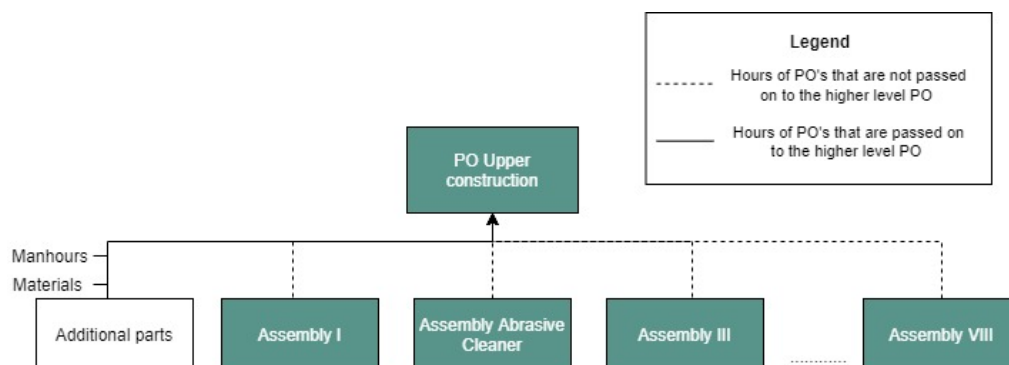 Legend
Hours of PO's that are not passed
on to the higher level PO
Hours of PO's that are passed on
to the higher level PO
PO Upper
construction
Manhours
Materials
Additional parts
Assembly I
Assembly Abrasive
Cleaner
Assembly III
Assembly VIII